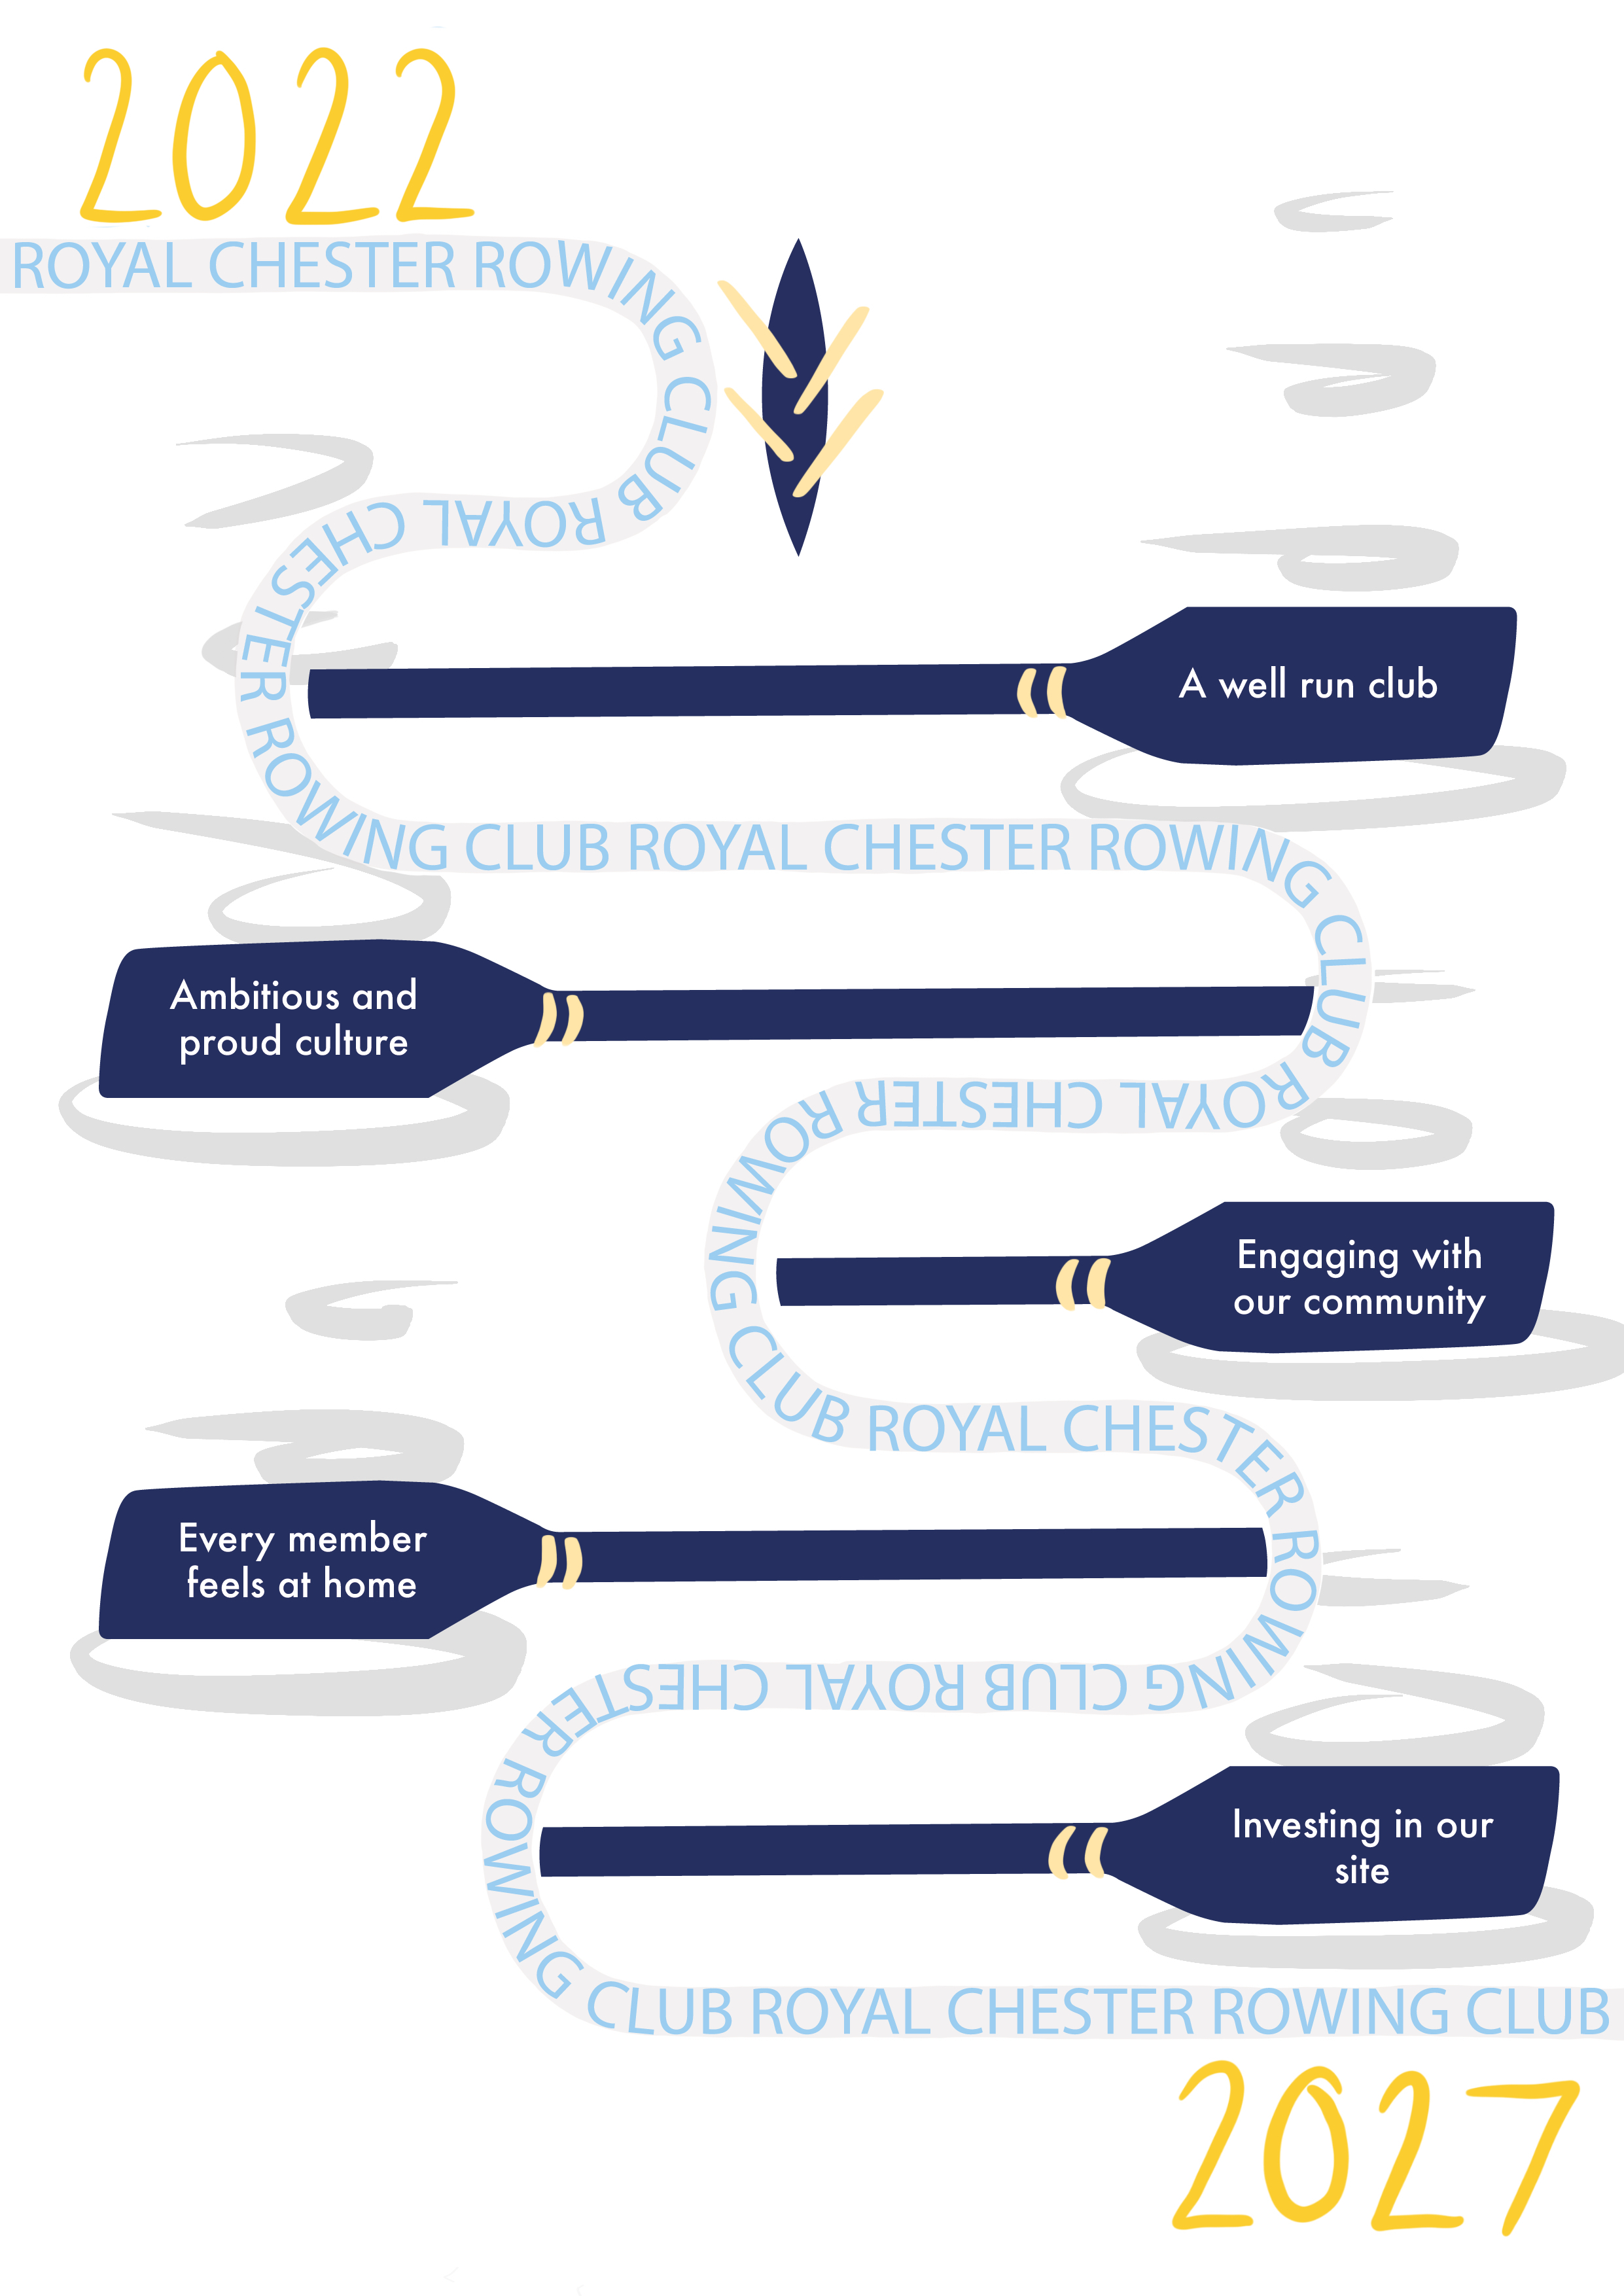 2022
ROYAL CHESTER ROWING CLUB ROYAL CHESTER ROWING CLUB ROYAL CHESTER ROWING CLUB ROYAL CHESTER ROWING CLUB ROYAL CHESTER ROWING CLUB ROYAL CHESTER ROWING CLUB ROYAL CHESTER ROWING CLUB
A well run club
Ambitious and
proud culture
Engaging with
our community
Every member
feels at home
Investing in our
site
2027